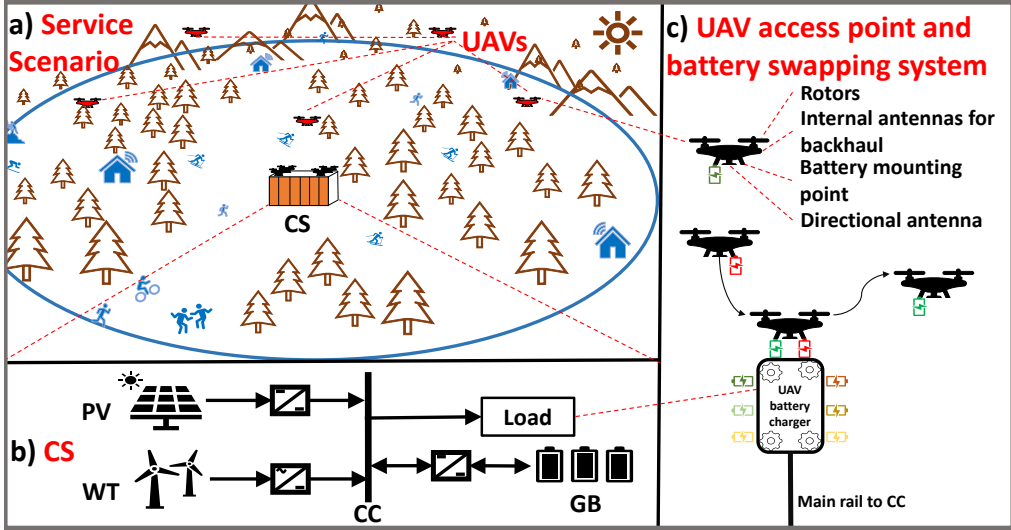 a) Service
Scenario
UAVs
CS
b) CS
PV
WT
CC
Load
GB
c) UAV access point and
battery swapping system
Rotors
Internal antennas for
backhaul
Battery mounting
point
Directional antenna
UAV
battery
charger
Main rail to CC